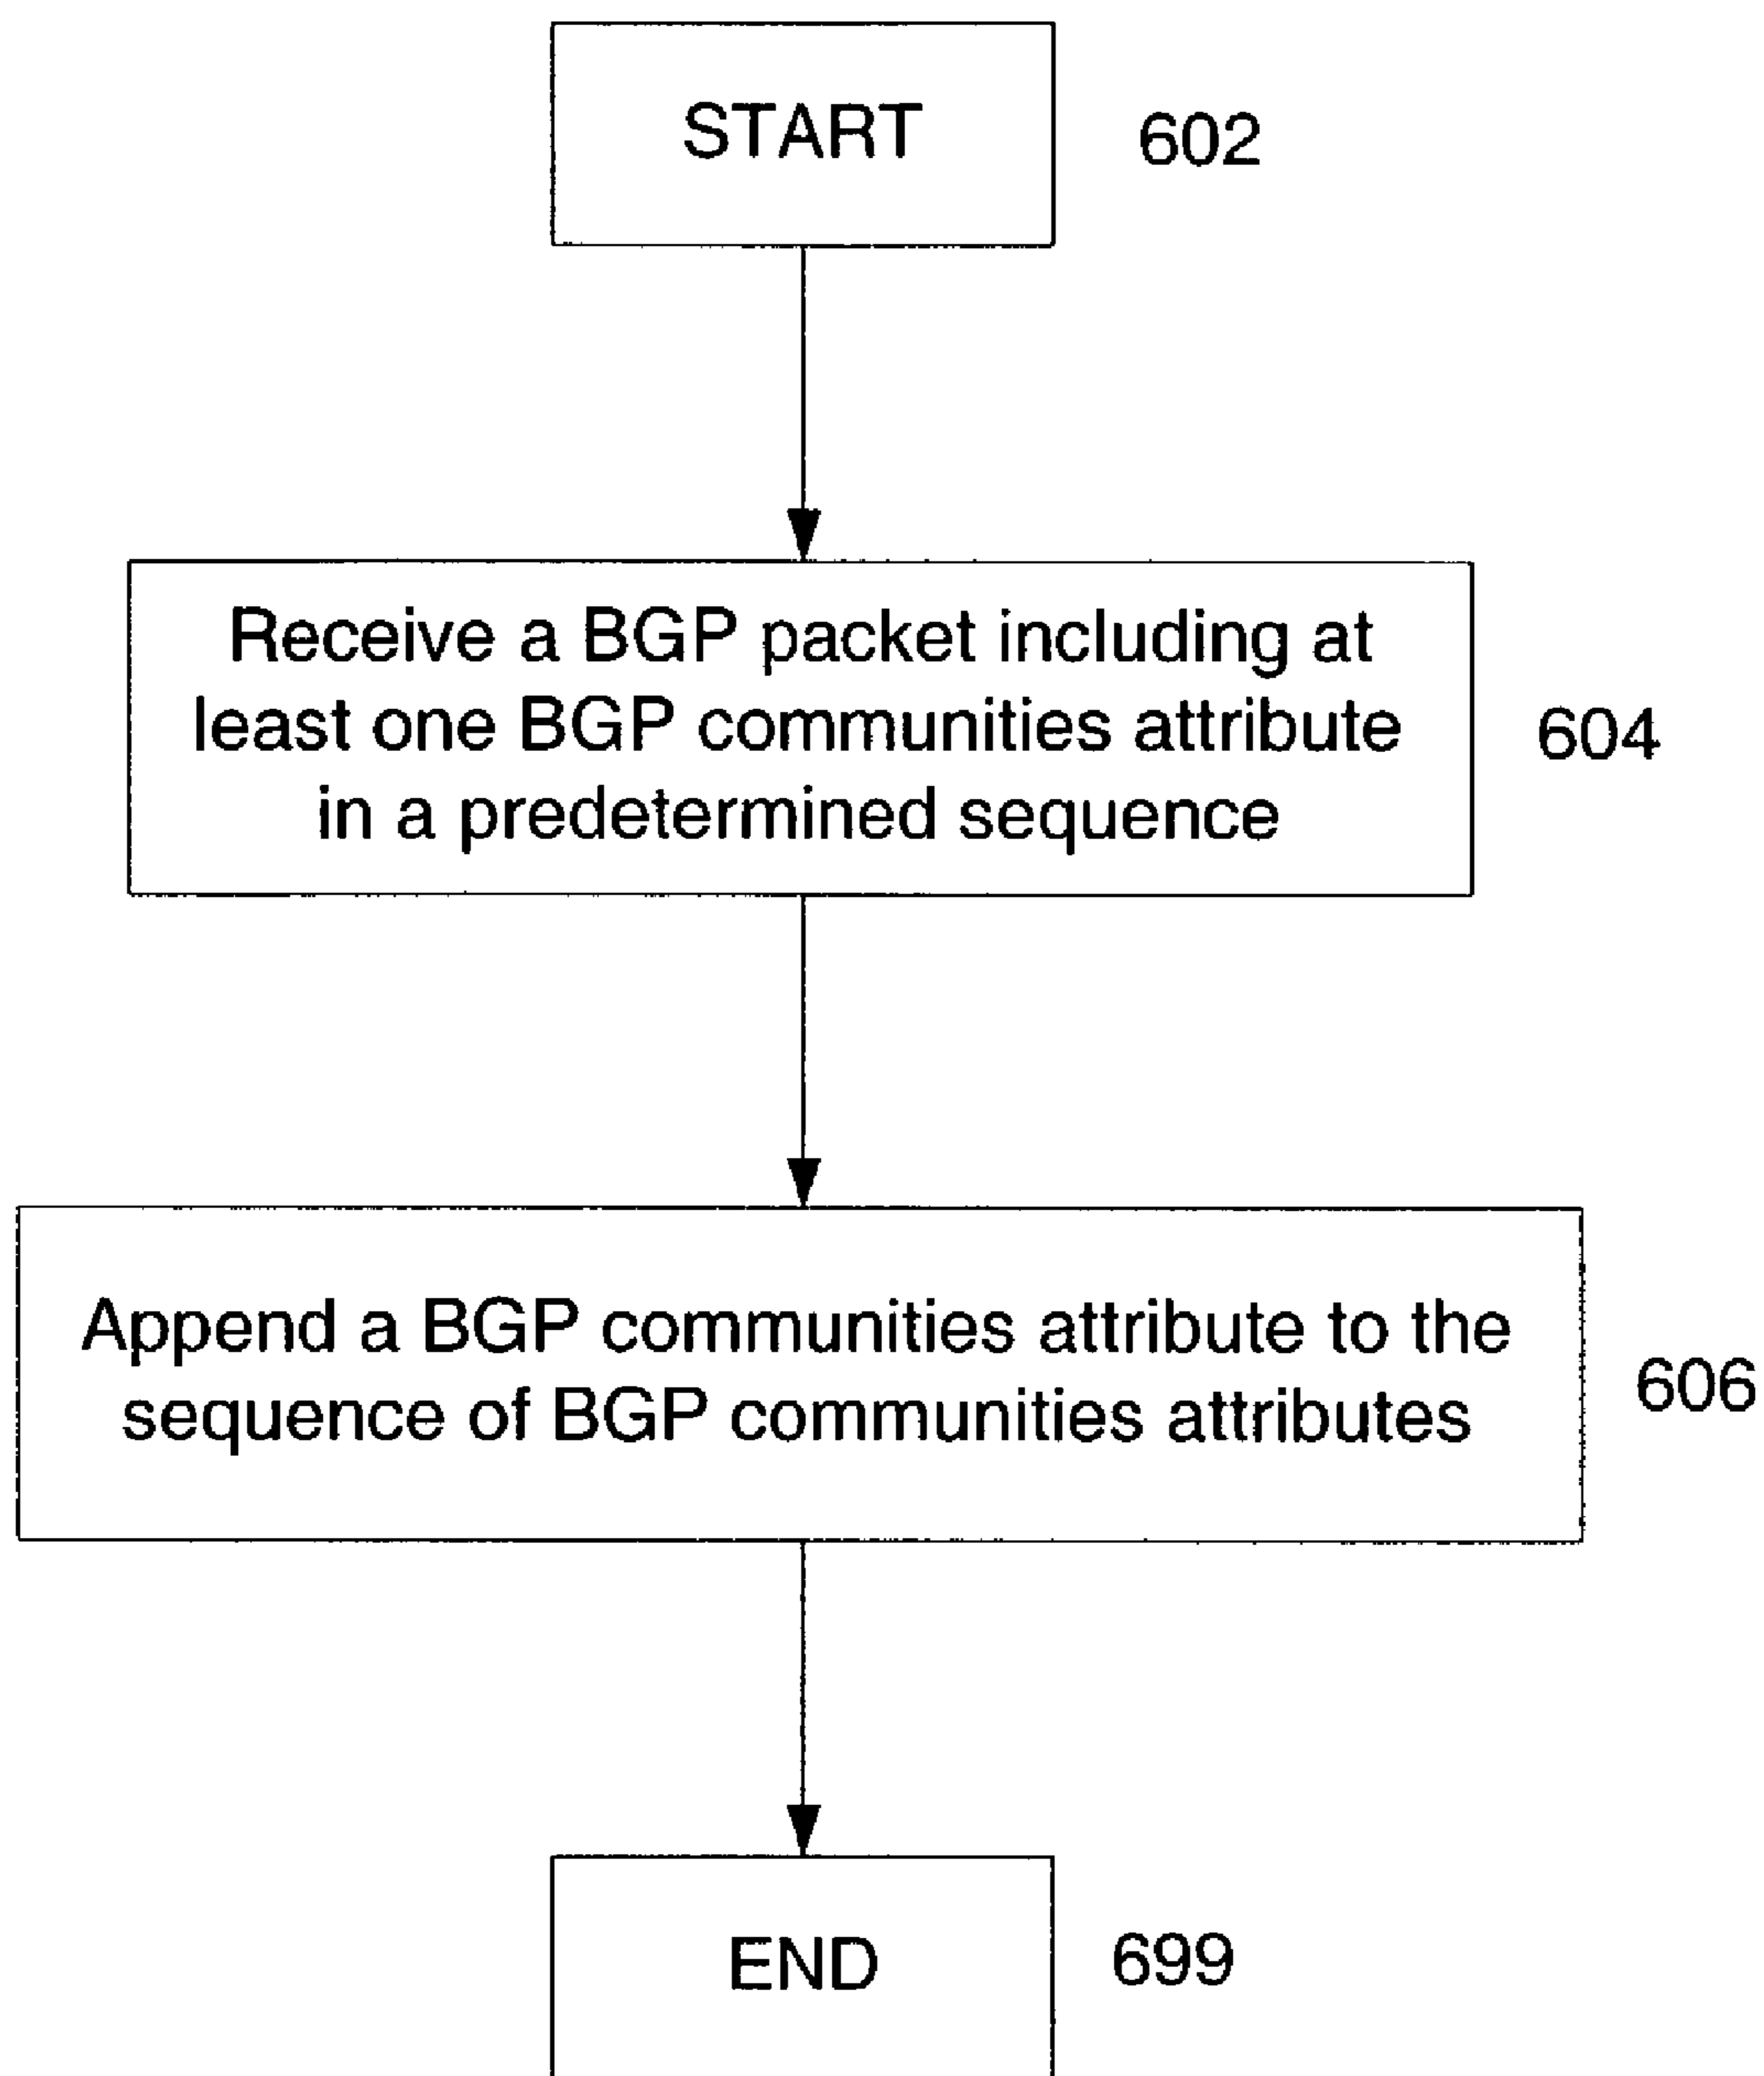 START
602
Receive a BGP packet including at
least one BGP communities attribute
in a predetermined sequence
604
Append a BGP communities attribute to the
sequence of BGP communities attributes
606
END
699